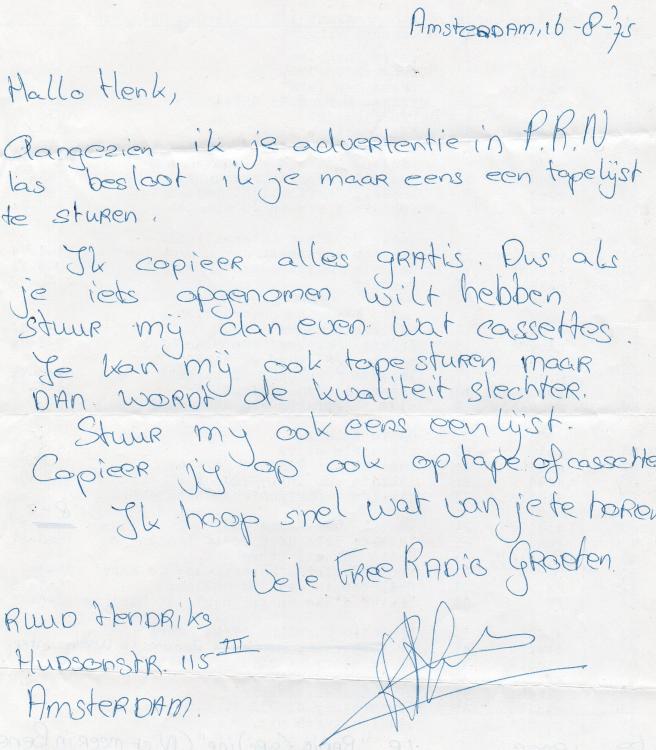 Amsterdam, 16-8-'75
Hallo Henk,
Aangezien ik je advertentie in P.R.N
las besloot ik je maar eens een tapelijst
te sturen.
Ik copieer alles gratis. Dus als
je iets opgenomen wilt hebben
stuur mij dan even wat cassettes.
Je kan mij ook tape sturen maar
dan wordt de kwaliteit slechter.
Stuur my ook eens een lijst.
Copieer jy op ook op tape of cassette
Ik hoop snel wat van je te horen
Vele Free Radio Groeten.
Ruud Hendriks
Hudsonstr. 115 III
Amsterdam.